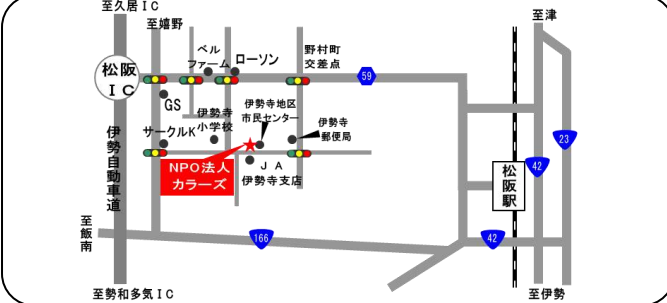 至久居IC
至嬉野
至津
ベル
ファーム
ローソン
野村町
交差点
松阪
IC
59
GS
伊勢寺
小学校
伊勢寺地区
市民センター
伊勢寺
郵便局
サークルK
23
伊勢自動車道
NPO法人
カラーズ
JA
伊勢寺支店
松阪駅
42
至飯南
166
42
至勢和多気IC
至伊勢